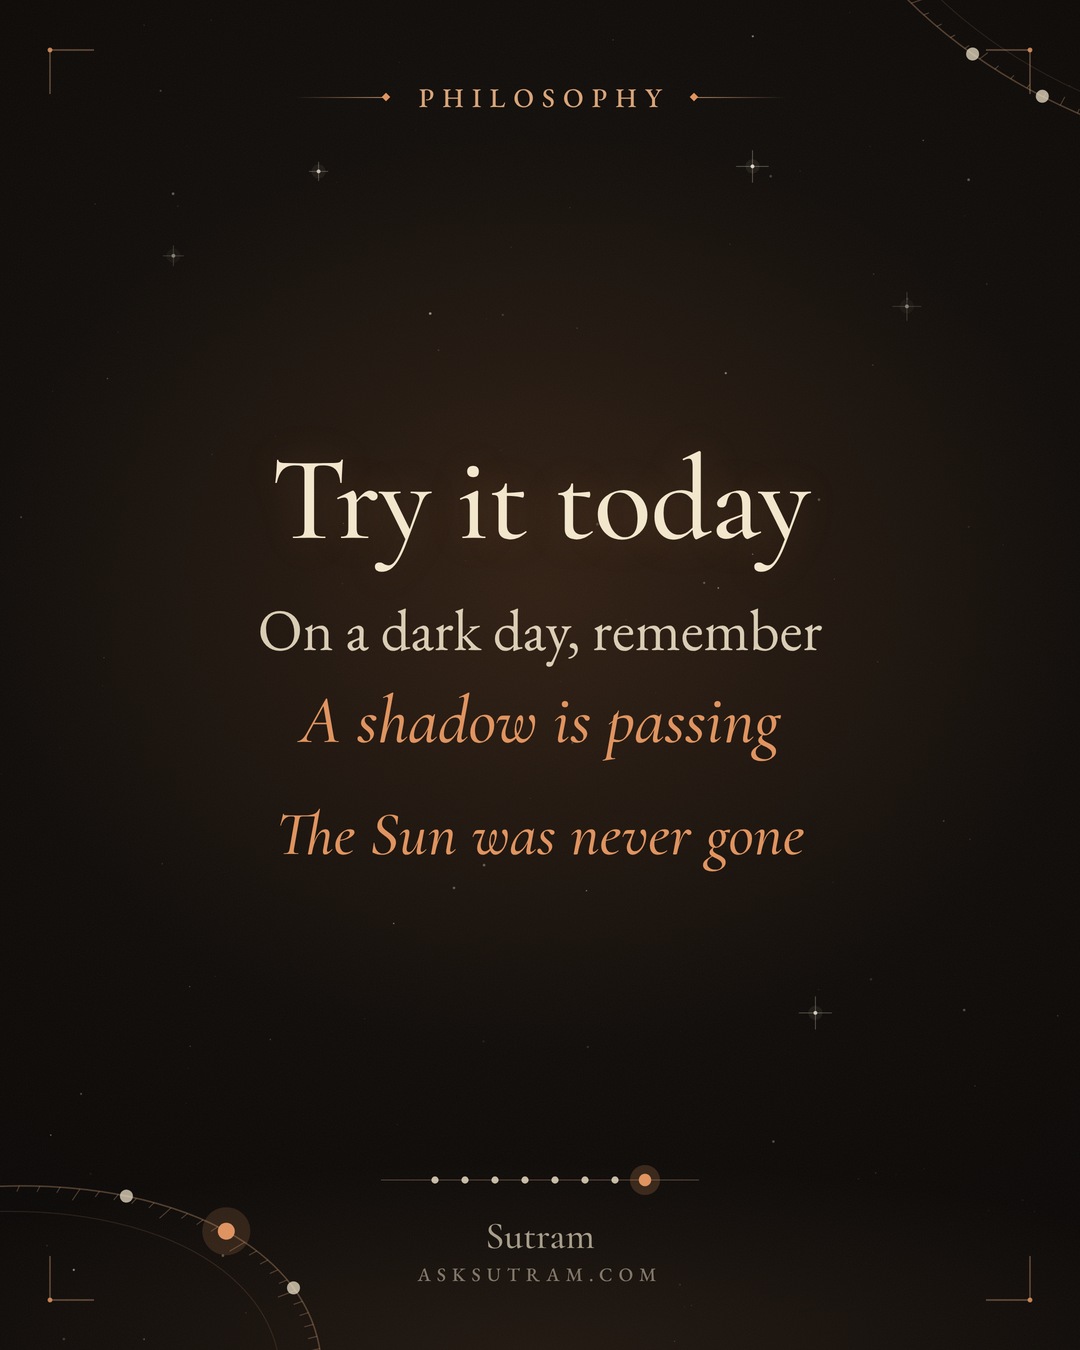 PHILOSOPHY
Try it today
On a dark day, remember
A shadow is passing
The Sun was never gone
Sutram
ASKSUTRAM.COM